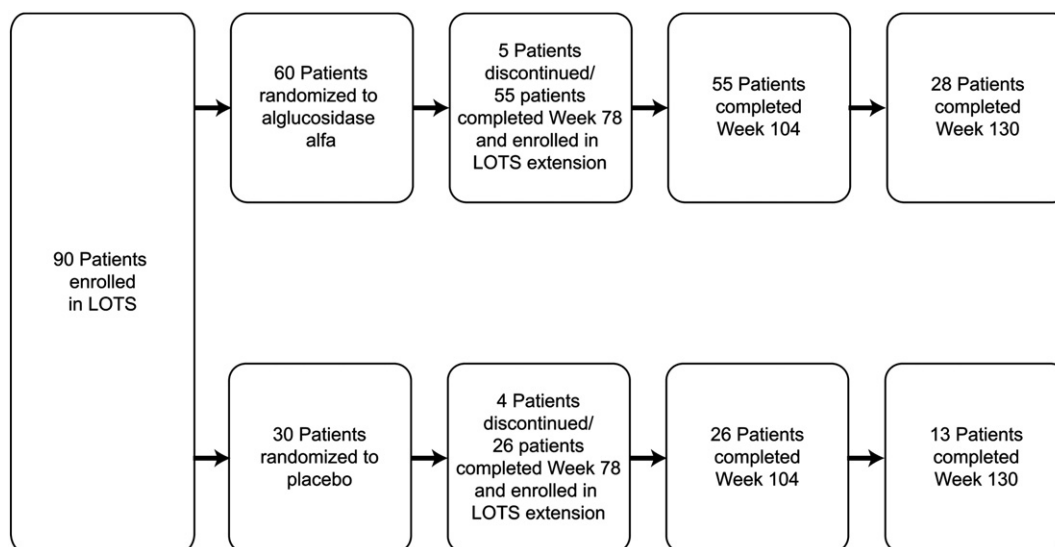 90 Patients
enrolled
in LOTS
60 Patients
randomized to
alglucosidase
alfa
5 Patients
discontinued/
55 patients
completed Week 78
and enrolled in
LOTS extension
55 Patients
completed
Week 104
28 Patients
completed
Week 130
30 Patients
randomized to
placebo
4 Patients
discontinued/
26 patients
completed Week 78
and enrolled in
LOTS extension
26 Patients
completed
Week 104
13 Patients
completed
Week 130